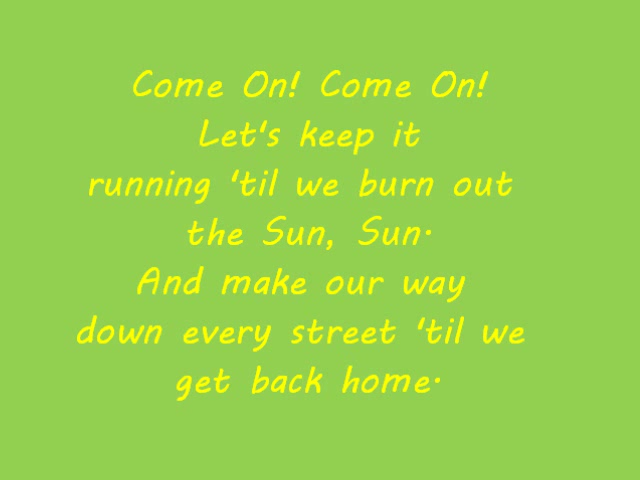 Come On! Come On!
Let's keep it
running 'til we burn out
the Sun, Sun.
And make our way
down every street 'til we
get back home.